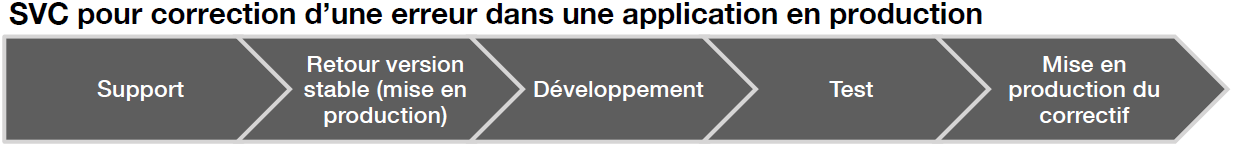 SVC pour correction d’une erreur dans une application en production
Support
Retour version
stable (mise en
production)
Développement
Test
Mise en
production du
correctif